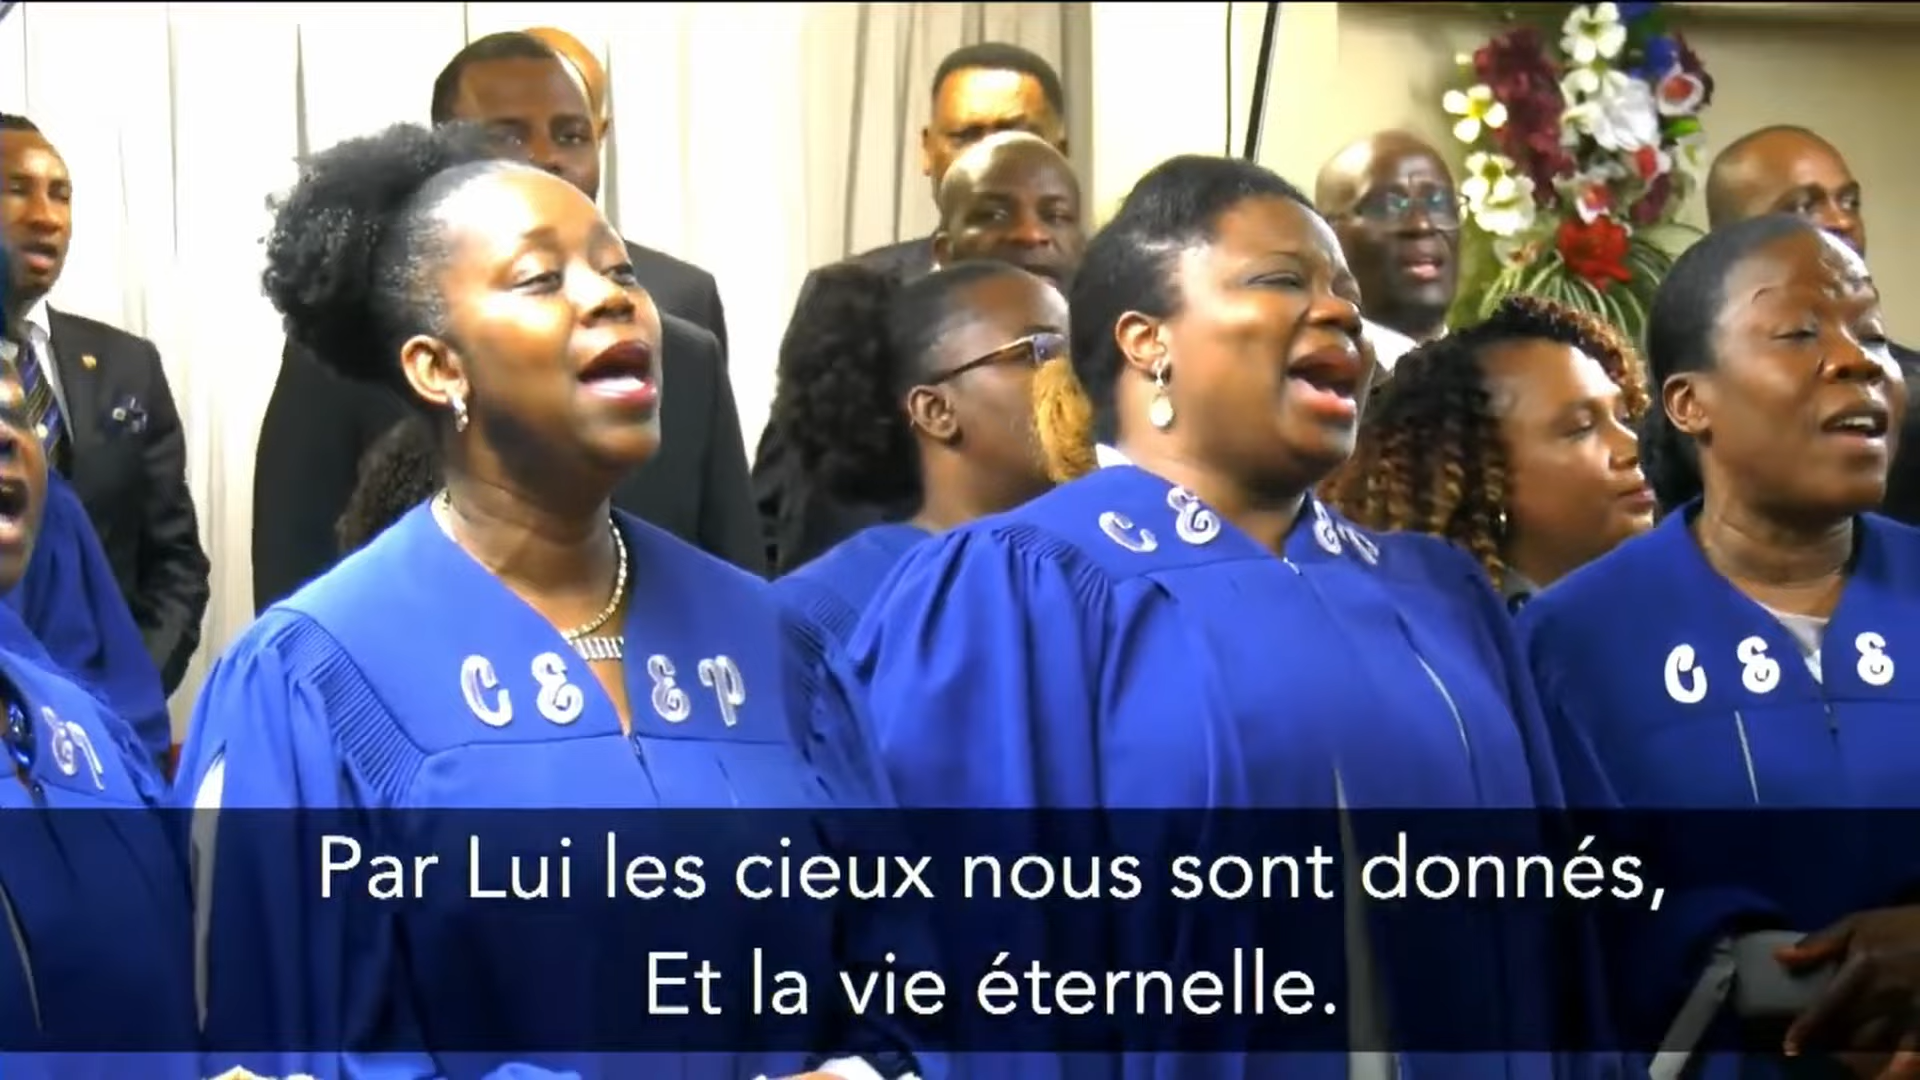 C E E P
C E E P
C E E
Par Lui les cieux nous sont donnés,
Et la vie éternelle.